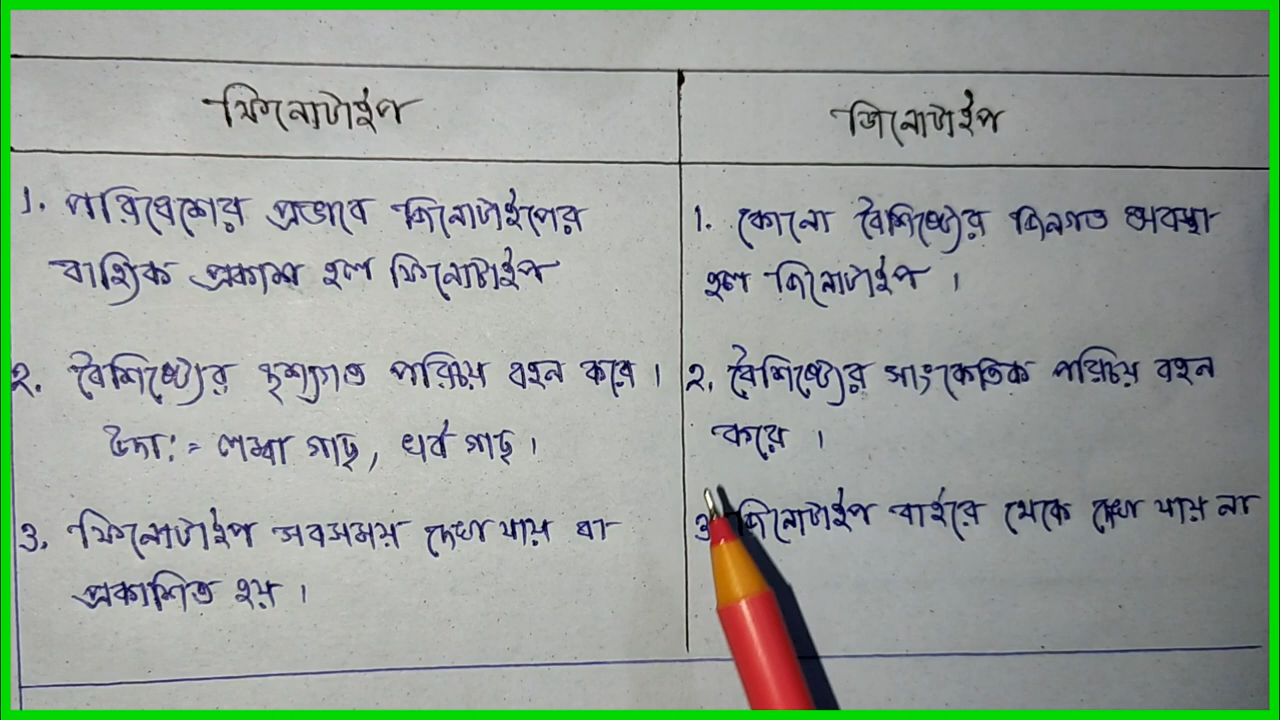 ফিনোটাইপ
জিনোটাইপ
1. পরিবেশের প্রভাবে জিনোটাইপের
বাহ্যিক প্রকাশ হল ফিনোটাইপ
২. বৈশিষ্ট্যের দৃশ্যগত পরিচয় বহন করে।
উদা:- লম্বা গাছ, খর্ব গাছ।
3. ফিনোটাইপ সবসময় দেখা যায় বা
প্রকাশিত হয়।
1. কোনো বৈশিষ্ট্যের জিনগত অবস্থা
হল জিনোটাইপ।
২. বৈশিষ্ট্যের সাংকেতিক পরিচয় বহন
করে।
3 জিনোটাইপ বাইরে থেকে দেখা যায় না